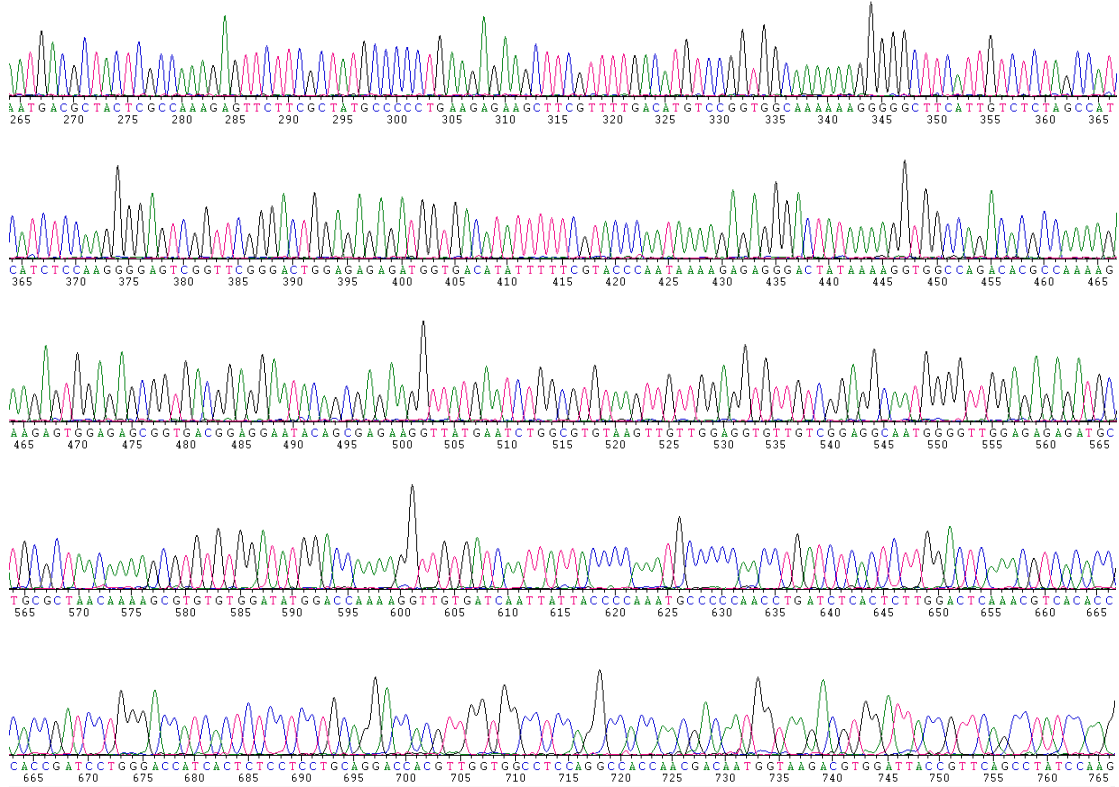 AATGACGCTACTCGCCAAAGAGTTCTTCGCTATGCCCCCTGAAGAGAAGCTTCGTTTTGACATGTCCGGTGGCAAAAAAGGGGGCTTCATTGTCTCTAGCCAT
265 270 275 280 285 290 295 300 305 310 315 320 325 330 335 340 345 350 355 360 365
CATCTCCAAGGGGAGTCGGTTCGGGACTGGAGAGAGATGGTGACATATTTTTCGTACCCAATAAAAGAGAGGGACTATAAAAGGTGGCCAGACACGCCAAAAG
365 370 375 380 385 390 395 400 405 410 415 420 425 430 435 440 445 450 455 460 465
AAGAGTGGAGAGCGGTGACGGAGGAATACAGCGAGAAGGTTATGAATCTGGCGTGTAAGTTGTTGGAGGTGTTGTCGGAGGCAATGGGGTTGGAGAGAGATGC
465 470 475 480 485 490 495 500 505 510 515 520 525 530 535 540 545 550 555 560 565
TGCGCTAACAAAAGCGTGTGTGGATATGGACCAAAAGGTTGTGATCAATTATTACCCCAAATGCCCCCAACCTGATCTCACTCTTGGACTCAAACGTCACACC
565 570 575 580 585 590 595 600 605 610 615 620 625 630 635 640 645 650 655 660 665
CACCGATCCTGGGACCATCACTCTCCTCCTGCAGGACCACGTTGGTGGCCTCCAGGCCACCAACGACAATGGTAAGACGTGGATTACCGTTCAGCCTATCCAAG
665 670 675 680 685 690 695 700 705 710 715 720 725 730 735 740 745 750 755 760 765